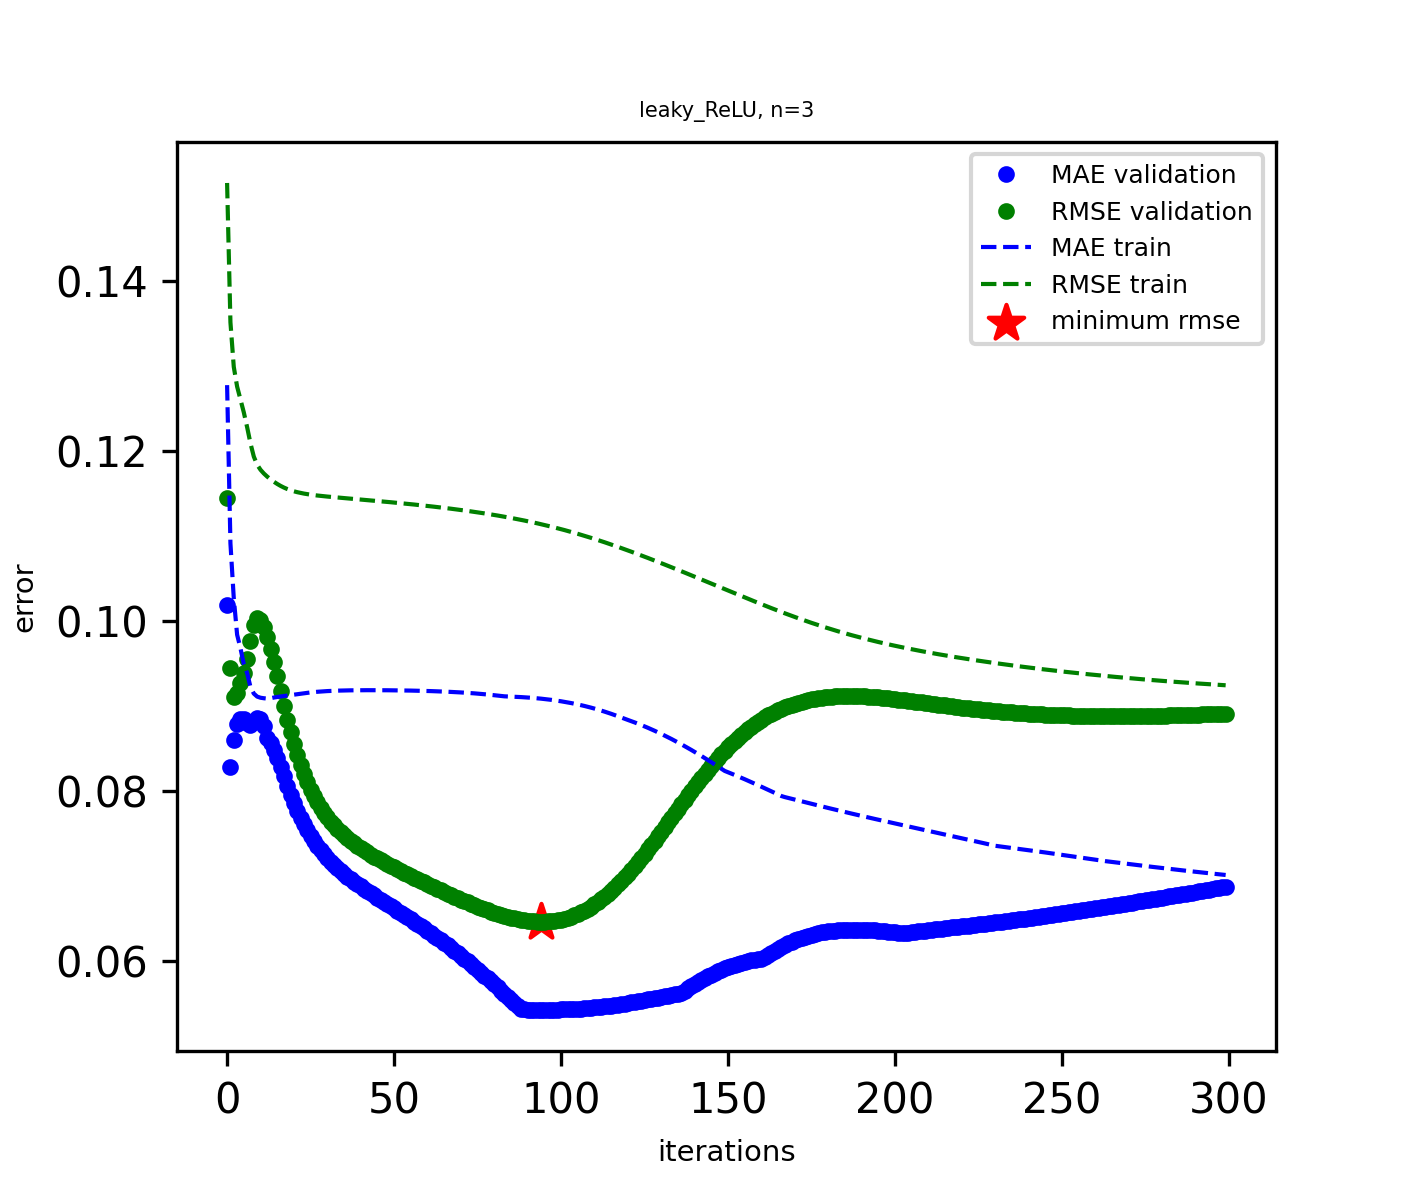 leaky_ReLU, n=3
MAE validation
RMSE validation
MAE train
RMSE train
minimum rmse
0.14
0.12
0.10
0.08
0.06
error
0 50 100 150 200 250 300
iterations